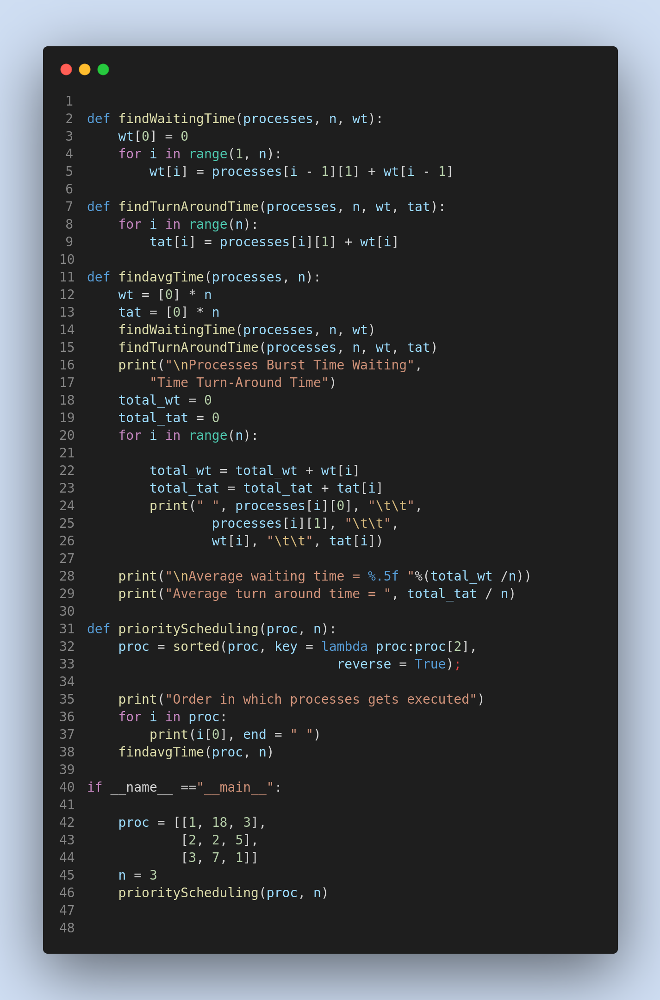 1
2 def findWaitingTime(processes, n, wt):
3     wt[0] = 0
4     for i in range(1, n):
5         wt[i] = processes[i - 1][1] + wt[i - 1]
6
7 def findTurnAroundTime(processes, n, wt, tat):
8     for i in range(n):
9         tat[i] = processes[i][1] + wt[i]
10
11 def findavgTime(processes, n):
12     wt = [0] * n
13     tat = [0] * n
14     findWaitingTime(processes, n, wt)
15     findTurnAroundTime(processes, n, wt, tat)
16     print("\nProcesses Burst Time Waiting",
17         "Time Turn-Around Time")
18     total_wt = 0
19     total_tat = 0
20     for i in range(n):
21
22         total_wt = total_wt + wt[i]
23         total_tat = total_tat + tat[i]
24         print(" ", processes[i][0], "\t\t",
25                 processes[i][1], "\t\t",
26                 wt[i], "\t\t", tat[i])
27
28     print("\nAverage waiting time = %.5f "%(total_wt /n))
29     print("Average turn around time = ", total_tat / n)
30
31 def priorityScheduling(proc, n):
32     proc = sorted(proc, key = lambda proc:proc[2],
33                                 reverse = True);
34
35     print("Order in which processes gets executed")
36     for i in proc:
37         print(i[0], end = " ")
38     findavgTime(proc, n)
39
40 if __name__ =="__main__":
41
42     proc = [[1, 18, 3],
43             [2, 2, 5],
44             [3, 7, 1]]
45     n = 3
46     priorityScheduling(proc, n)
47
48